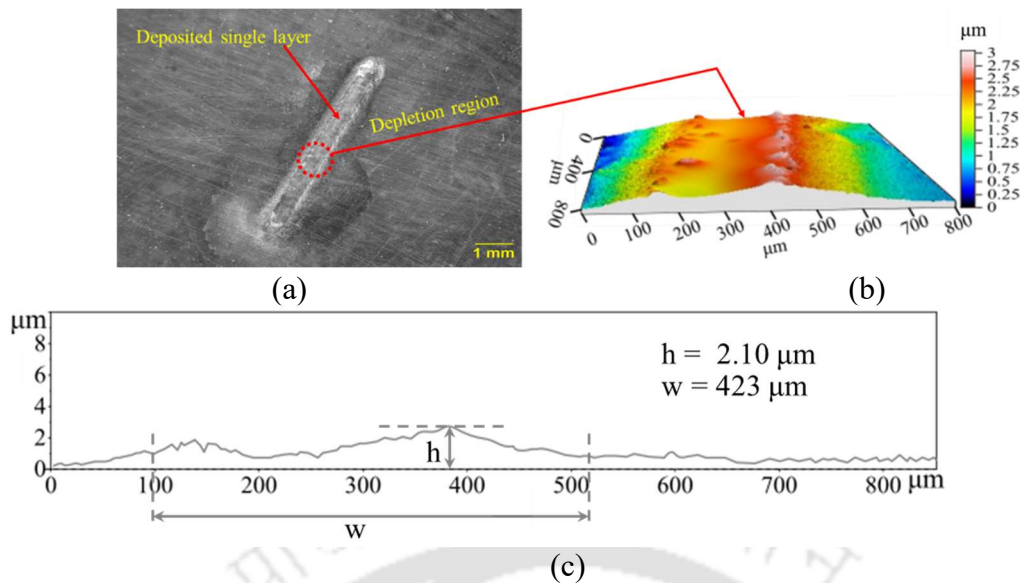 Deposited single layer
Depletion region
1 mm
(a)
μm
3
2.75
2.5
2.25
2
1.75
1.5
1.25
1
0.75
0.5
0.25
0
0
400
800
μm
0 100 200 300 400 500 600 700 800
μm
(b)
μm
8
6
4
2
0
h = 2.10 μm
w = 423 μm
h
0 100 200 300 400 500 600 700 800 μm
w
(c)